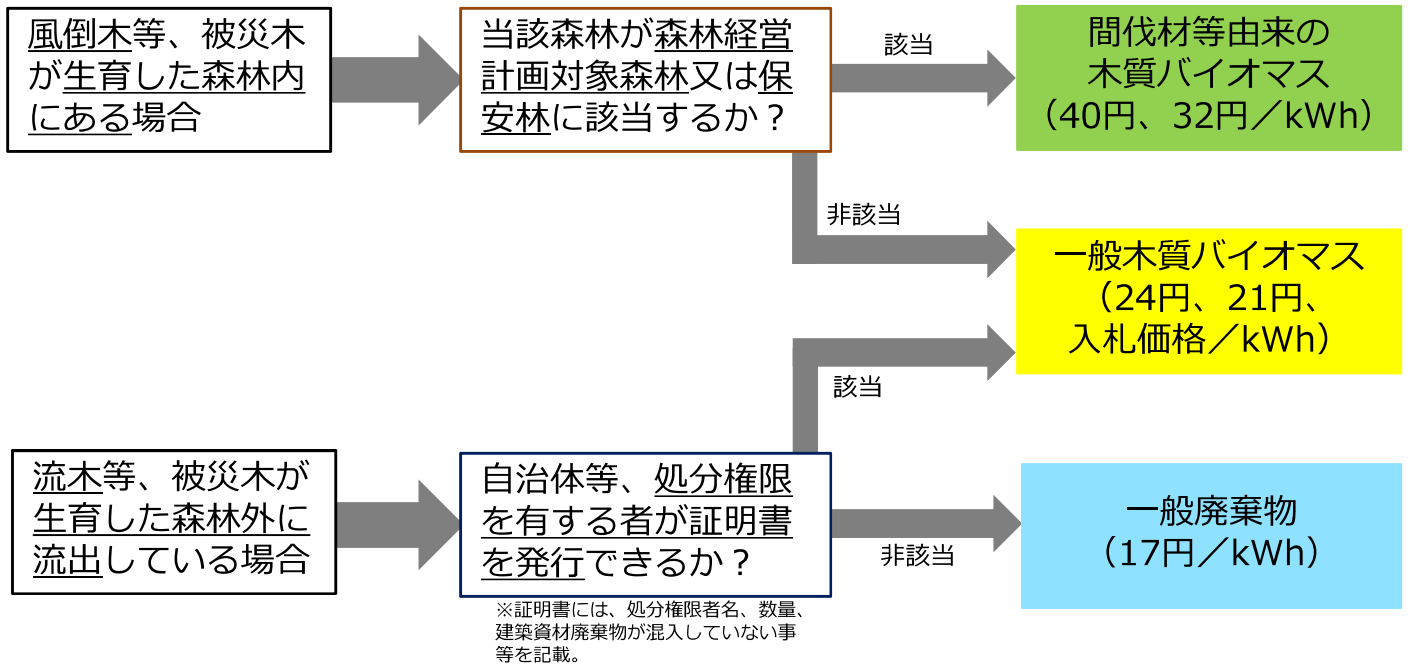 風倒木等、被災木
が生育した森林内
にある場合
当該森林が森林経営
計画対象森林又は保
安林に該当するか？
該当
間伐材等由来の
木質バイオマス
（40円、32円／kWh）
非該当
一般木質バイオマス
（24円、21円、
入札価格／kWh）
該当
流木等、被災木が
生育した森林外に
流出している場合
自治体等、処分権限
を有する者が証明書
を発行できるか？
非該当
一般廃棄物
（17円／kWh）
※証明書には、処分権限者名、数量、
建築資材廃棄物が混入していない事
等を記載。